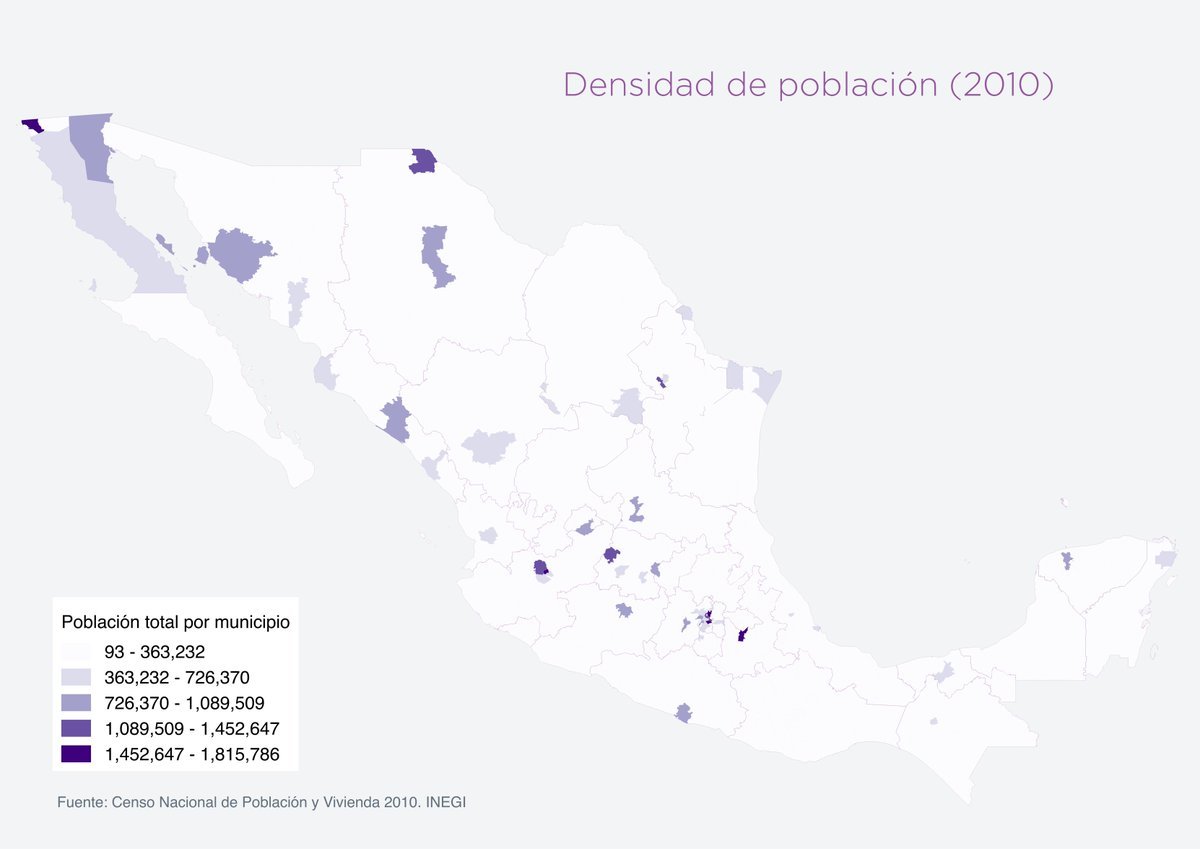 Densidad de población (2010)
Población total por municipio
93 - 363,232
363,232 - 726,370
726,370 - 1,089,509
1,089,509 - 1,452,647
1,452,647 - 1,815,786
Fuente: Censo Nacional de Población y Vivienda 2010. INEGI